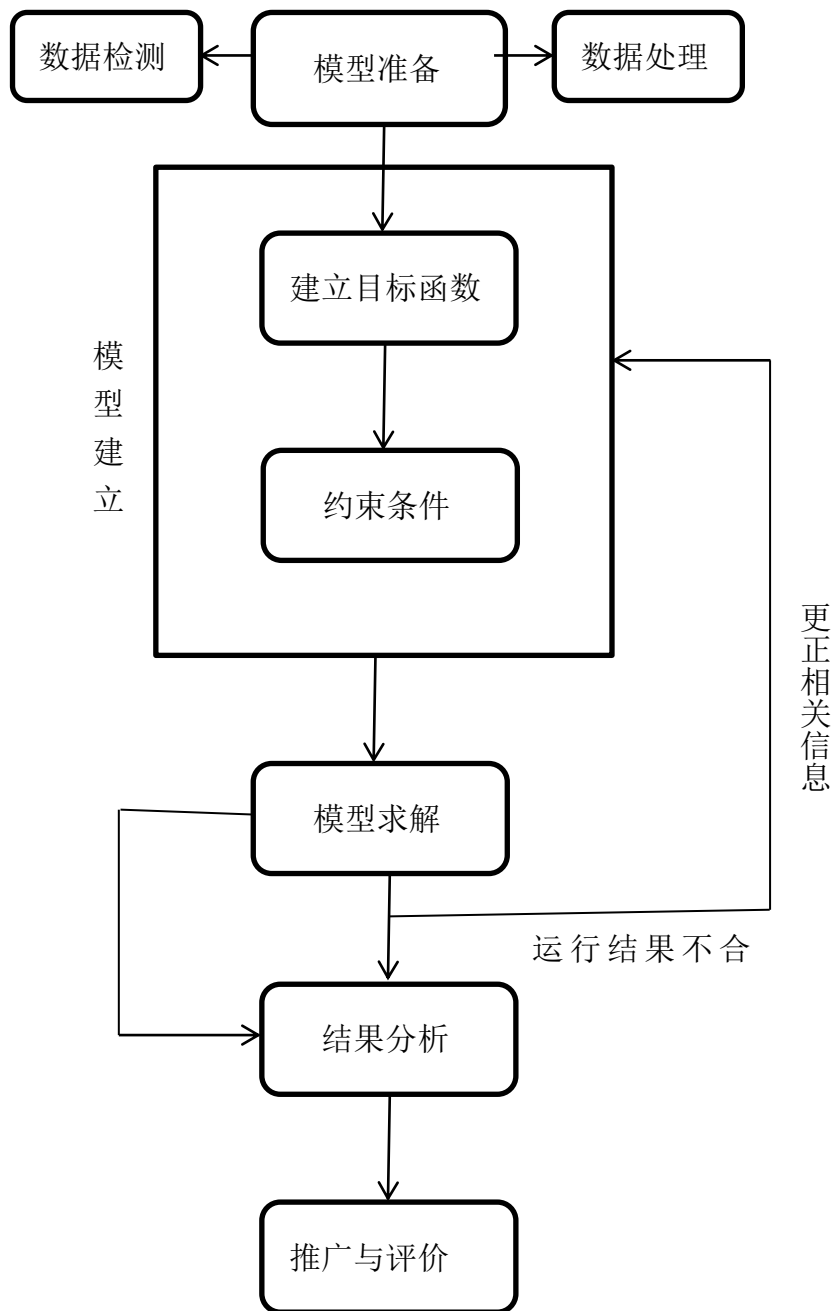 数据检测
模型准备
数据处理
建立目标函数
模型建立
约束条件
更正相关信息
模型求解
运行结果不合
结果分析
推广与评价